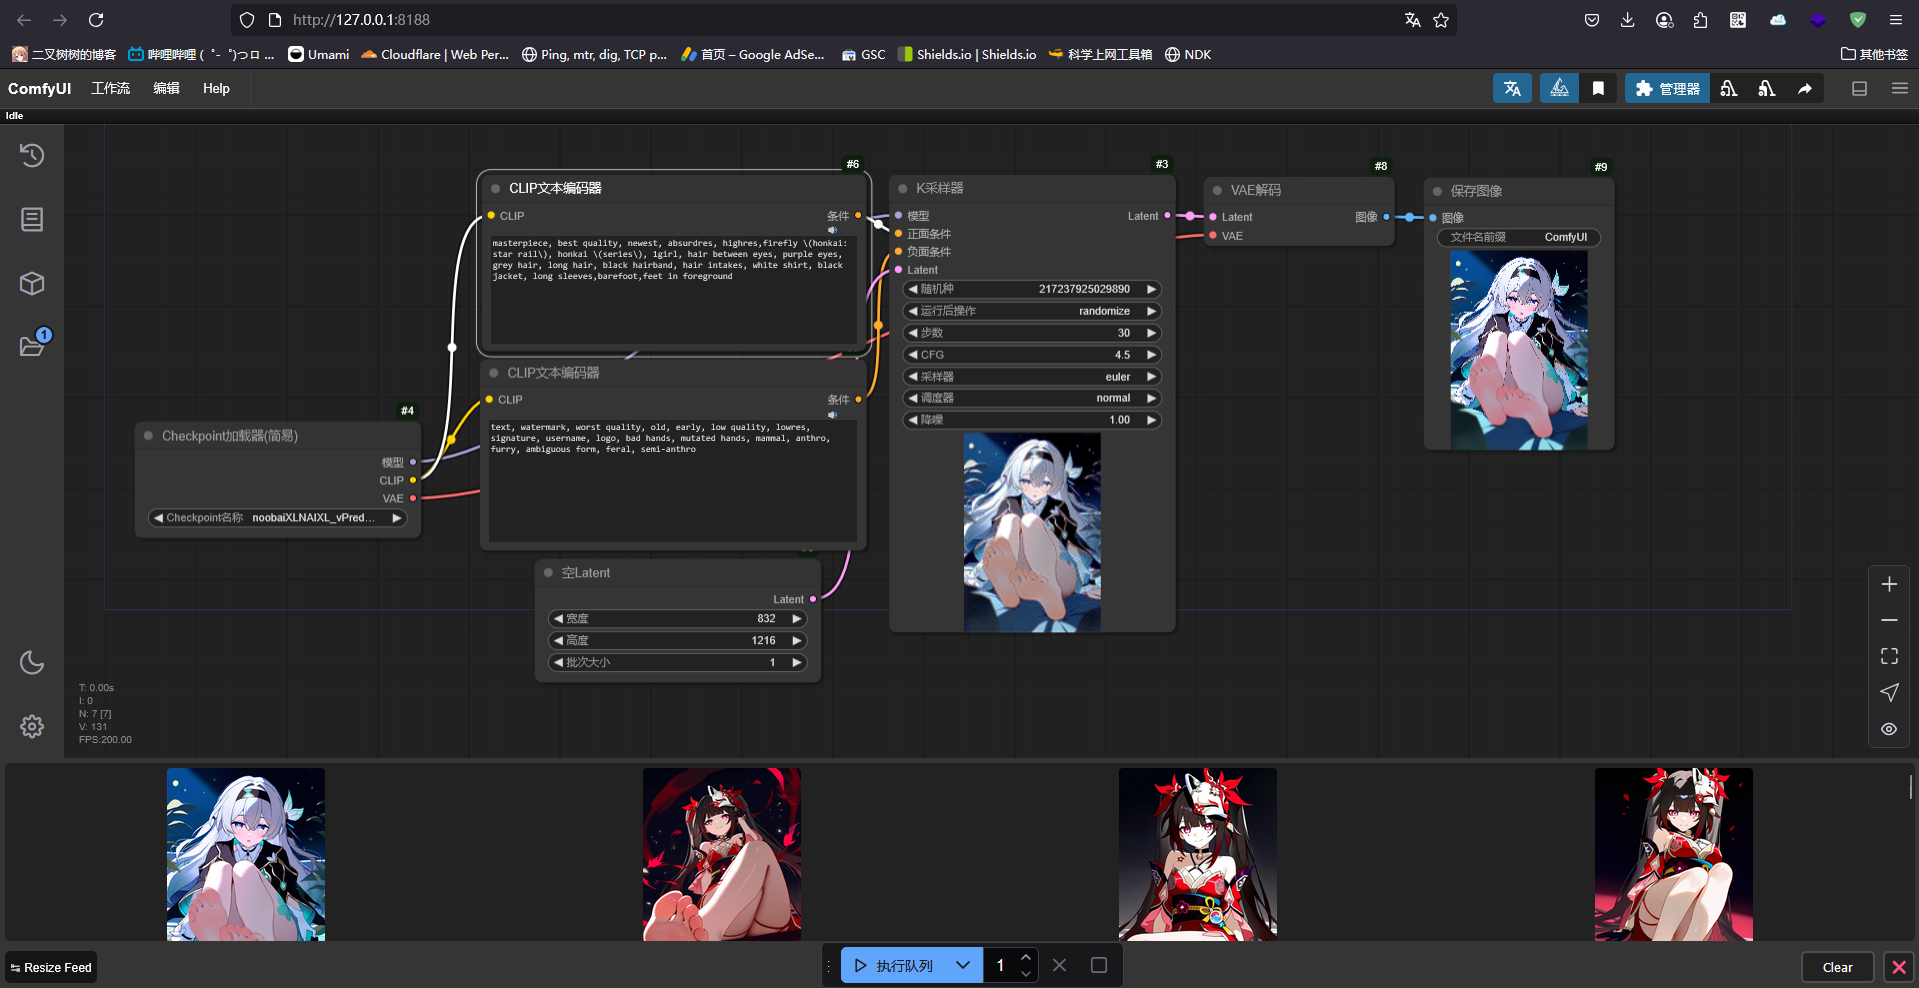 http://127.0.0.1:8188
二叉树树的博客
哔哩哔哩 ( ゜- ゜)つロ ...
Umami
Cloudflare | Web Per...
Ping, mtr, dig, TCP p...
首页 – Google AdSe...
GSC
Shields.io | Shields.io
科学上网工具箱
NDK
其他书签
ComfyUI
工作流
编辑
Help
管理器
Idle
#6
CLIP文本编码器
CLIP
条件
masterpiece, best quality, newest, absurdres, highres,firefly \(honkai:
star rail\), honkai \(series\), 1girl, hair between eyes, purple eyes,
grey hair, long hair, black hairband, hair intakes, white shirt, black
jacket, long sleeves,barefoot,feet in foreground
CLIP文本编码器
CLIP
条件
text, watermark, worst quality, old, early, low quality, lowres,
signature, username, logo, bad hands, mutated hands, mammal, anthro,
furry, ambiguous form, feral, semi-anthro
#4
Checkpoint加载器(简易)
模型
CLIP
VAE
Checkpoint名称 noobaiXLNAIXL_vPred...
空Latent
Latent
宽度 832
高度 1216
批次大小 1
#3
K采样器
模型
Latent
正面条件
负面条件
Latent
随机种 217237925029890
运行后操作 randomize
步数 30
CFG 4.5
采样器 euler
调度器 normal
降噪 1.00
#8
VAE解码
Latent
图像
VAE
#9
保存图像
图像
文件名前缀 ComfyUI
1
T: 0.00s
I: 0
N: 7 [7]
V: 131
FPS:200.00
Resize Feed
执行队列
1
Clear